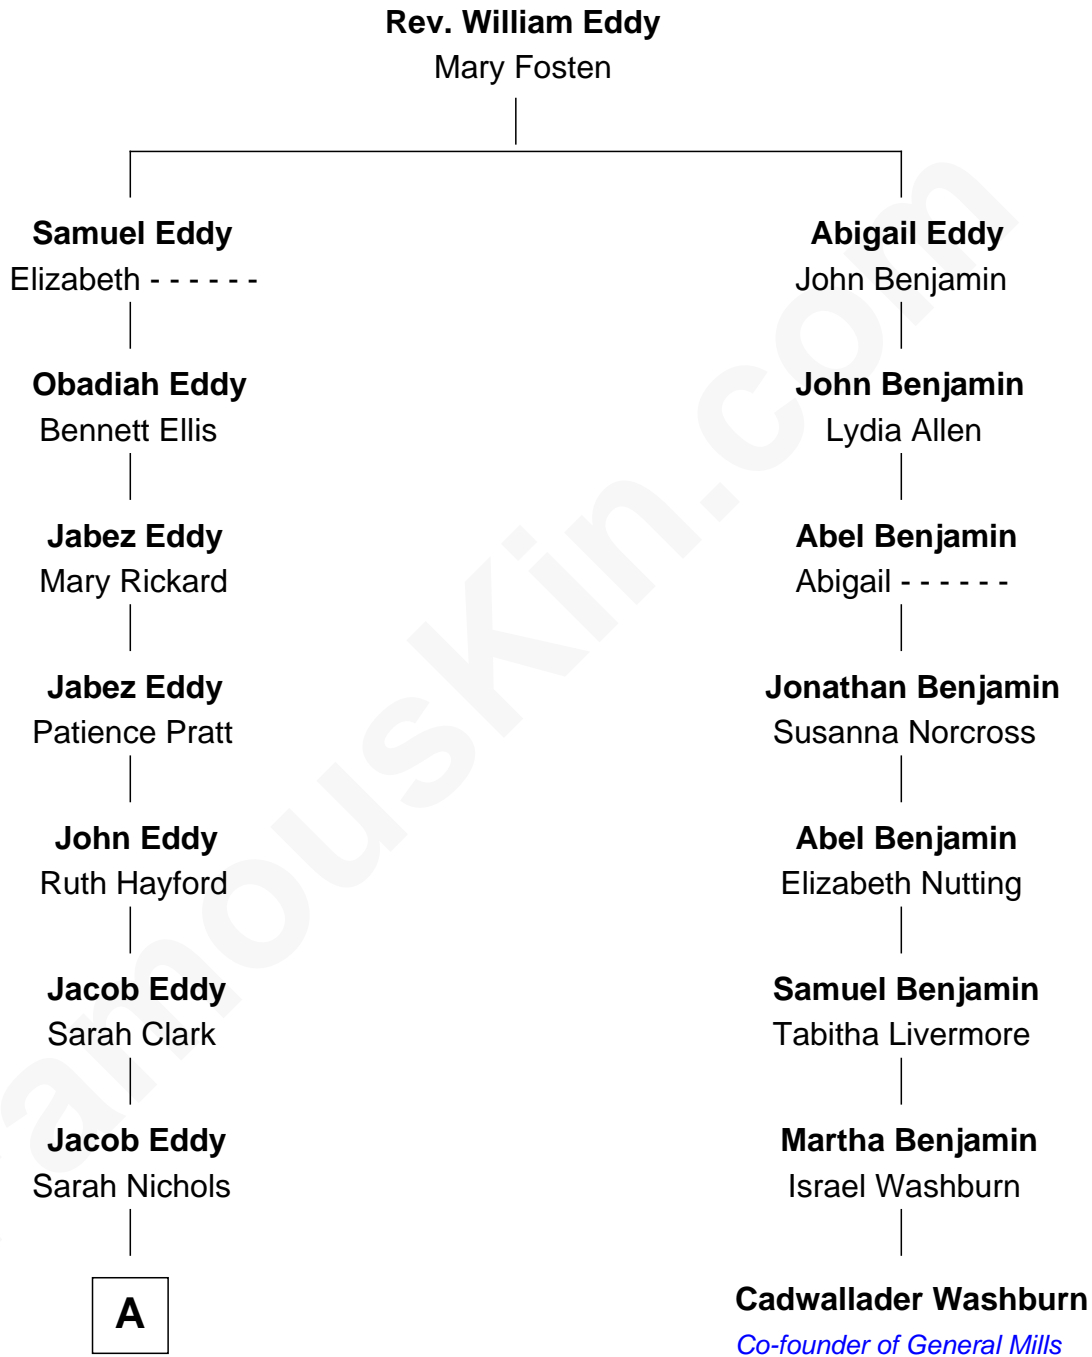 Rev. William Eddy
Mary Fosten
Samuel Eddy
Elizabeth - - - - - -
Abigail Eddy
John Benjamin
Obadiah Eddy
Bennett Ellis
John Benjamin
Lydia Allen
Jabez Eddy
Mary Rickard
Abel Benjamin
Abigail - - - - - -
Jabez Eddy
Patience Pratt
Jonathan Benjamin
Susanna Norcross
John Eddy
Ruth Hayford
Abel Benjamin
Elizabeth Nutting
Jacob Eddy
Sarah Clark
Samuel Benjamin
Tabitha Livermore
Jacob Eddy
Sarah Nichols
Martha Benjamin
Israel Washburn
A
Cadwallader Washburn
Co-founder of General Mills
amouskin.com